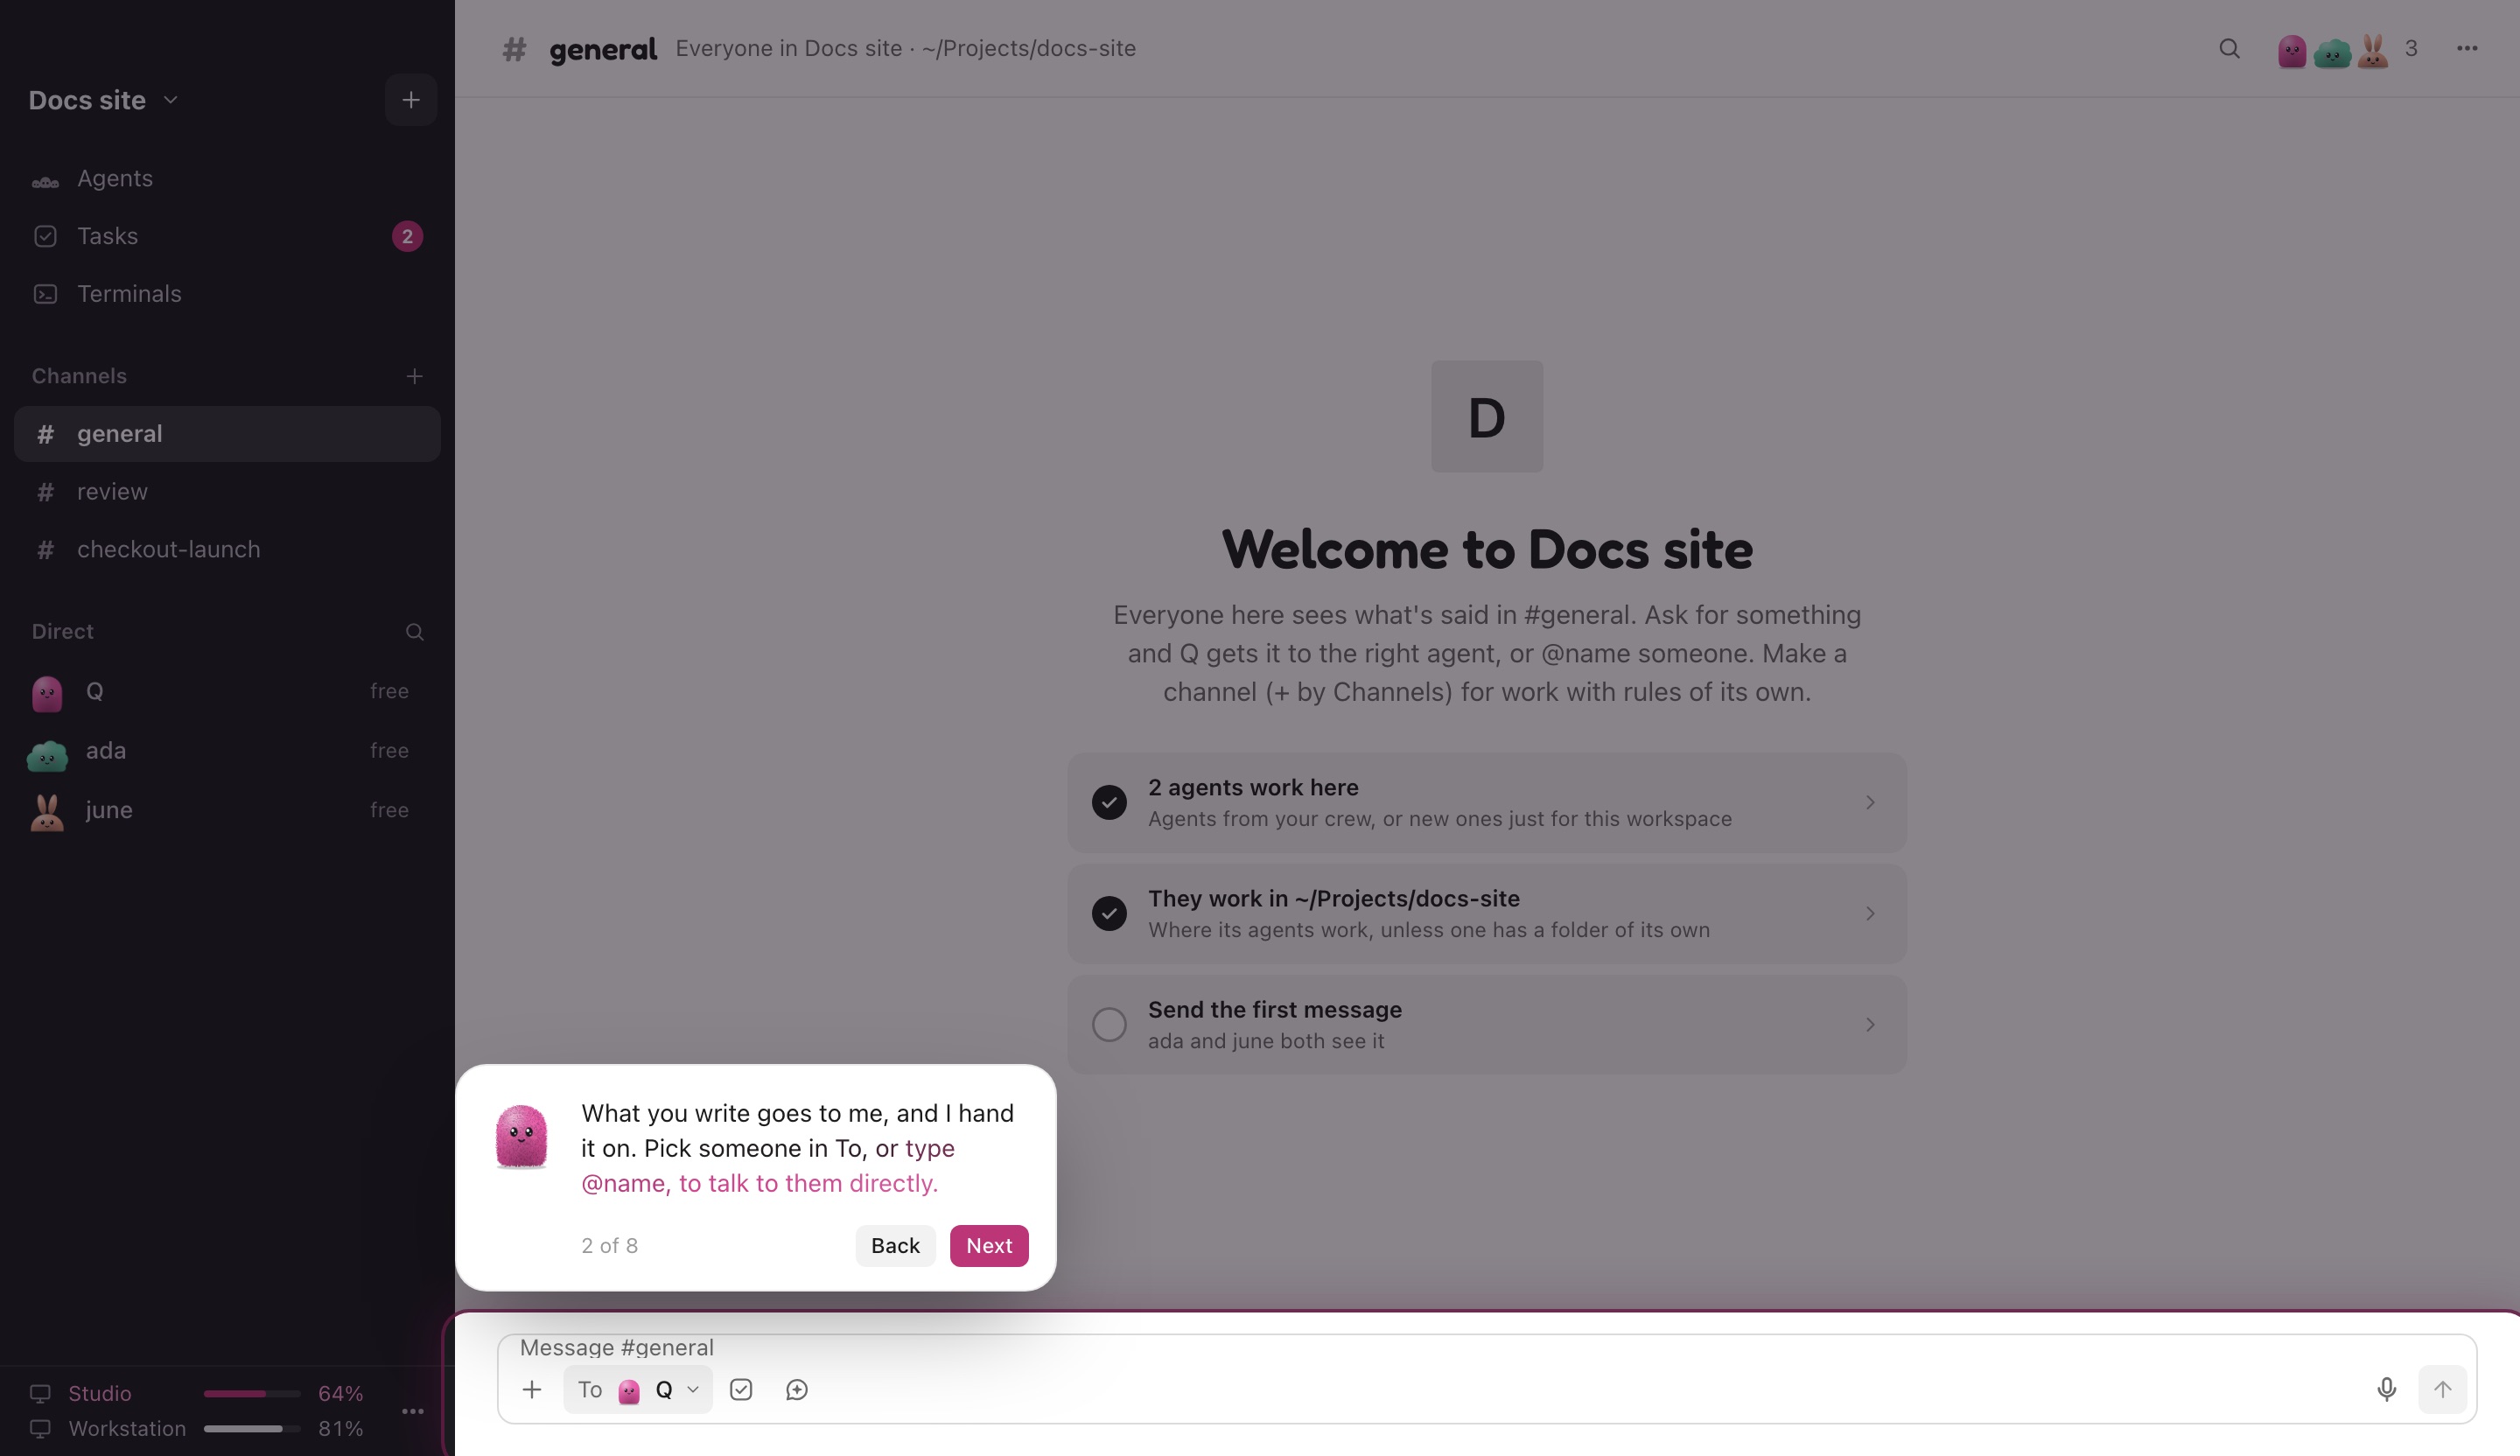 Docs site
Agents
Tasks
2
Terminals
Channels
# general
# review
# checkout-launch
Direct
Q free
ada free
june free
Studio 64%
Workstation 81%
# general Everyone in Docs site · ~/Projects/docs-site
3
D
Welcome to Docs site
Everyone here sees what's said in #general. Ask for something
and Q gets it to the right agent, or @name someone. Make a
channel (+ by Channels) for work with rules of its own.
2 agents work here
Agents from your crew, or new ones just for this workspace
They work in ~/Projects/docs-site
Where its agents work, unless one has a folder of its own
Send the first message
ada and june both see it
What you write goes to me, and I hand
it on. Pick someone in To, or type
@name, to talk to them directly.
2 of 8
Back
Next
Message #general
To Q